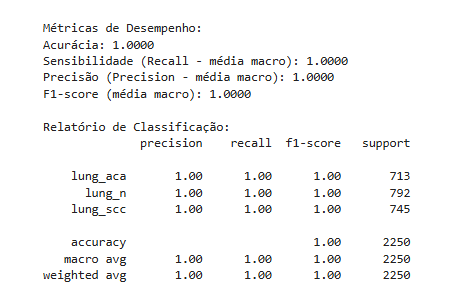 Métricas de Desempenho:
Acurácia: 1.0000
Sensibilidade (Recall - média macro): 1.0000
Precisão (Precision - média macro): 1.0000
F1-score (média macro): 1.0000
Relatório de Classificação:
precision recall f1-score support
lung_aca 1.00 1.00 1.00 713
lung_n 1.00 1.00 1.00 792
lung_scc 1.00 1.00 1.00 745
accuracy 1.00 2250
macro avg 1.00 1.00 1.00 2250
weighted avg 1.00 1.00 1.00 2250